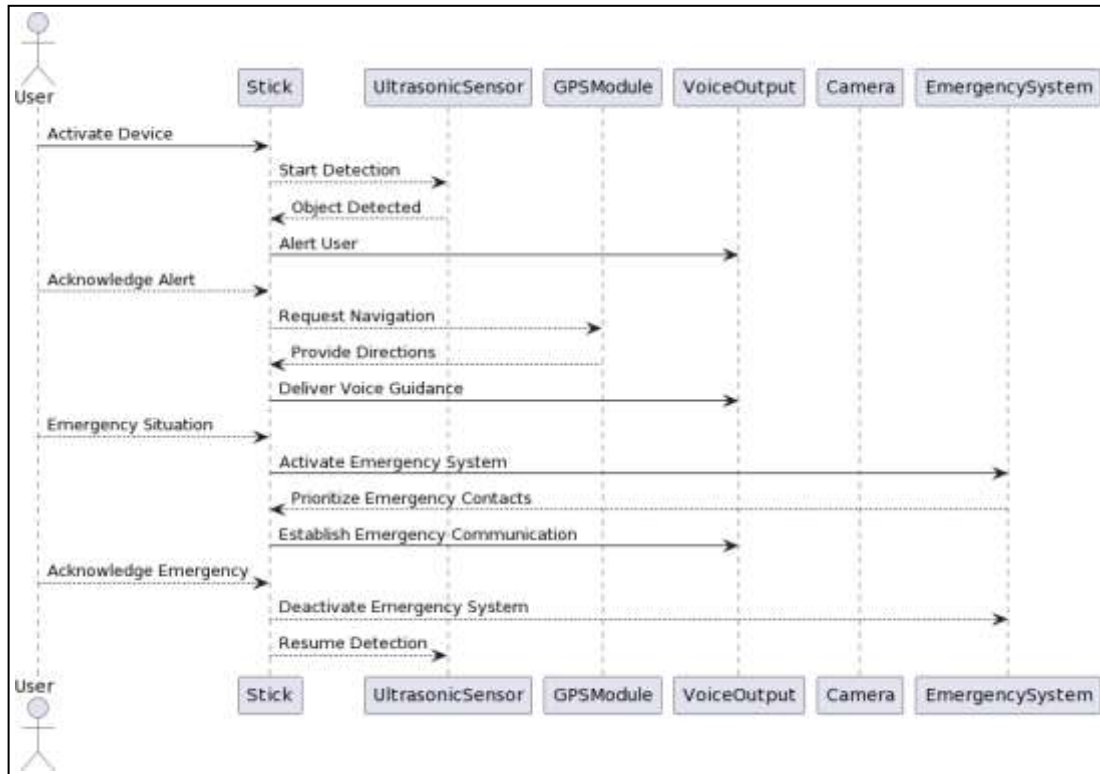 User
Stick
UltrasonicSensor
GPSModule
VoiceOutput
Camera
EmergencySystem
Activate Device
Start Detection
Object Detected
Alert User
Acknowledge Alert
Request Navigation
Provide Directions
Deliver Voice Guidance
Emergency Situation
Activate Emergency System
Prioritize Emergency Contacts
Establish Emergency Communication
Acknowledge Emergency
Deactivate Emergency System
Resume Detection
User
Stick
UltrasonicSensor
GPSModule
VoiceOutput
Camera
EmergencySystem